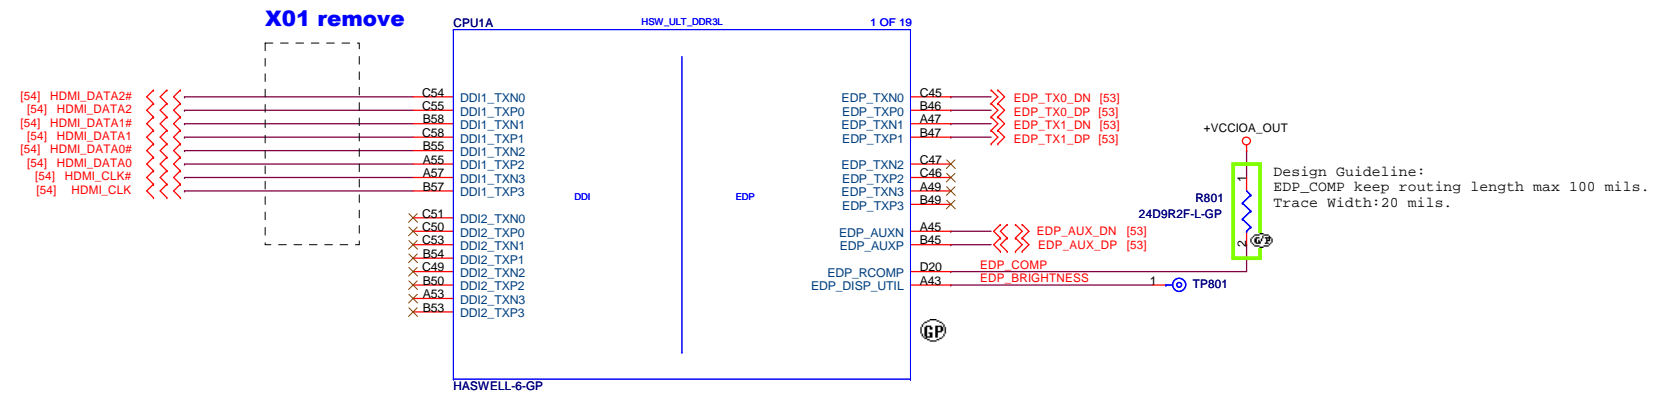 X01 remove
CPU1A
HSW_ULT_DDR3L
1 OF 19
[54] HDMI_DATA2#
[54] HDMI_DATA2
[54] HDMI_DATA1#
[54] HDMI_DATA1
[54] HDMI_DATA0#
[54] HDMI_DATA0
[54] HDMI_CLK#
[54] HDMI_CLK
C54 DDI1_TXN0
C55 DDI1_TXP0
B58 DDI1_TXN1
C58 DDI1_TXP1
B55 DDI1_TXN2
A55 DDI1_TXP2
A57 DDI1_TXN3
B57 DDI1_TXP3
C51 DDI2_TXN0
C50 DDI2_TXP0
C53 DDI2_TXN1
B54 DDI2_TXP1
C49 DDI2_TXN2
B50 DDI2_TXP2
A53 DDI2_TXN3
B53 DDI2_TXP3
DDI
EDP
EDP_TXN0 C45 EDP_TX0_DN [53]
EDP_TXP0 B46 EDP_TX0_DP [53]
EDP_TXN1 A47 EDP_TX1_DN [53]
EDP_TXP1 B47 EDP_TX1_DP [53]
EDP_TXN2 C47
EDP_TXP2 C46
EDP_TXN3 A49
EDP_TXP3 B49
EDP_AUXN A45 EDP_AUX_DN [53]
EDP_AUXP B45 EDP_AUX_DP [53]
EDP_RCOMP D20 EDP_COMP
EDP_DISP_UTIL A43 EDP_BRIGHTNESS 1 TP801
+VCCIOA_OUT
1
R801
24D9R2F-L-GP
2
G/P
Design Guideline:
EDP_COMP keep routing length max 100 mils.
Trace Width:20 mils.
GP
HASWELL-6-GP